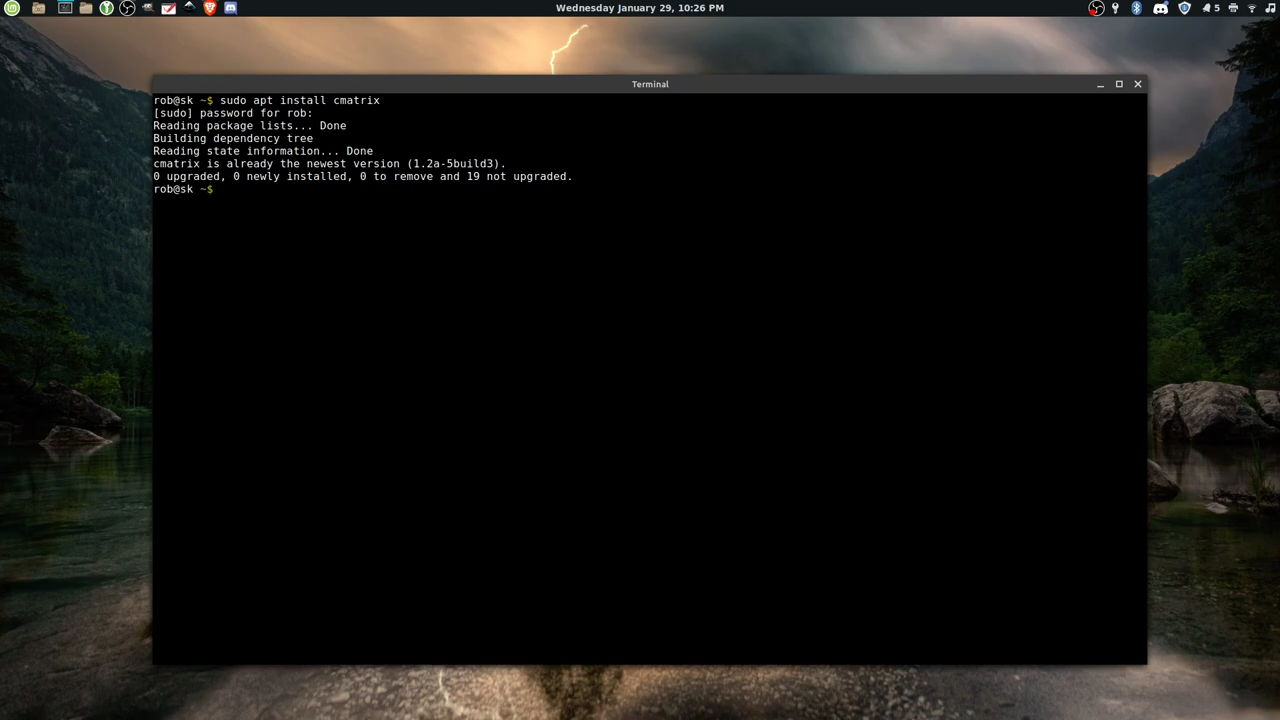 Wednesday January 29, 10:26 PM
5
Terminal
rob@sk ~$ sudo apt install cmatrix
[sudo] password for rob:
Reading package lists... Done
Building dependency tree
Reading state information... Done
cmatrix is already the newest version (1.2a-5build3).
0 upgraded, 0 newly installed, 0 to remove and 19 not upgraded.
rob@sk ~$